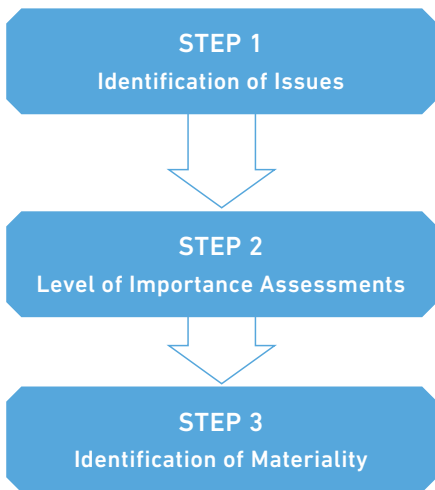 STEP 1
Identification of Issues
STEP 2
Level of Importance Assessments
STEP 3
Identification of Materiality